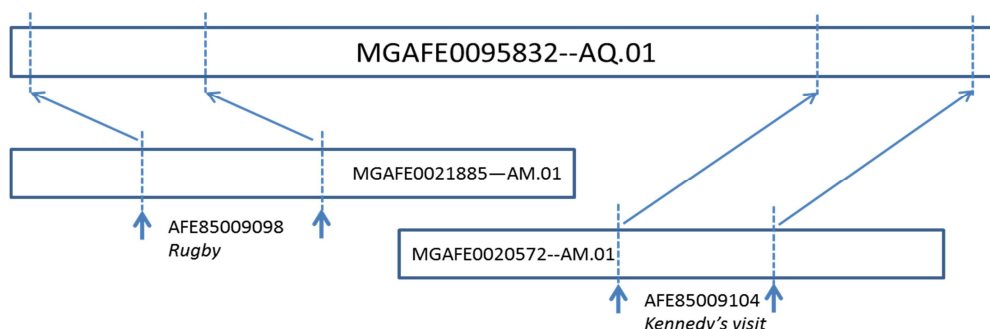 MGAFE0095832--AQ.01
MGAFE0021885—AM.01
AFE85009098
Rugby
MGAFE0020572--AM.01
AFE85009104
Kennedy's visit